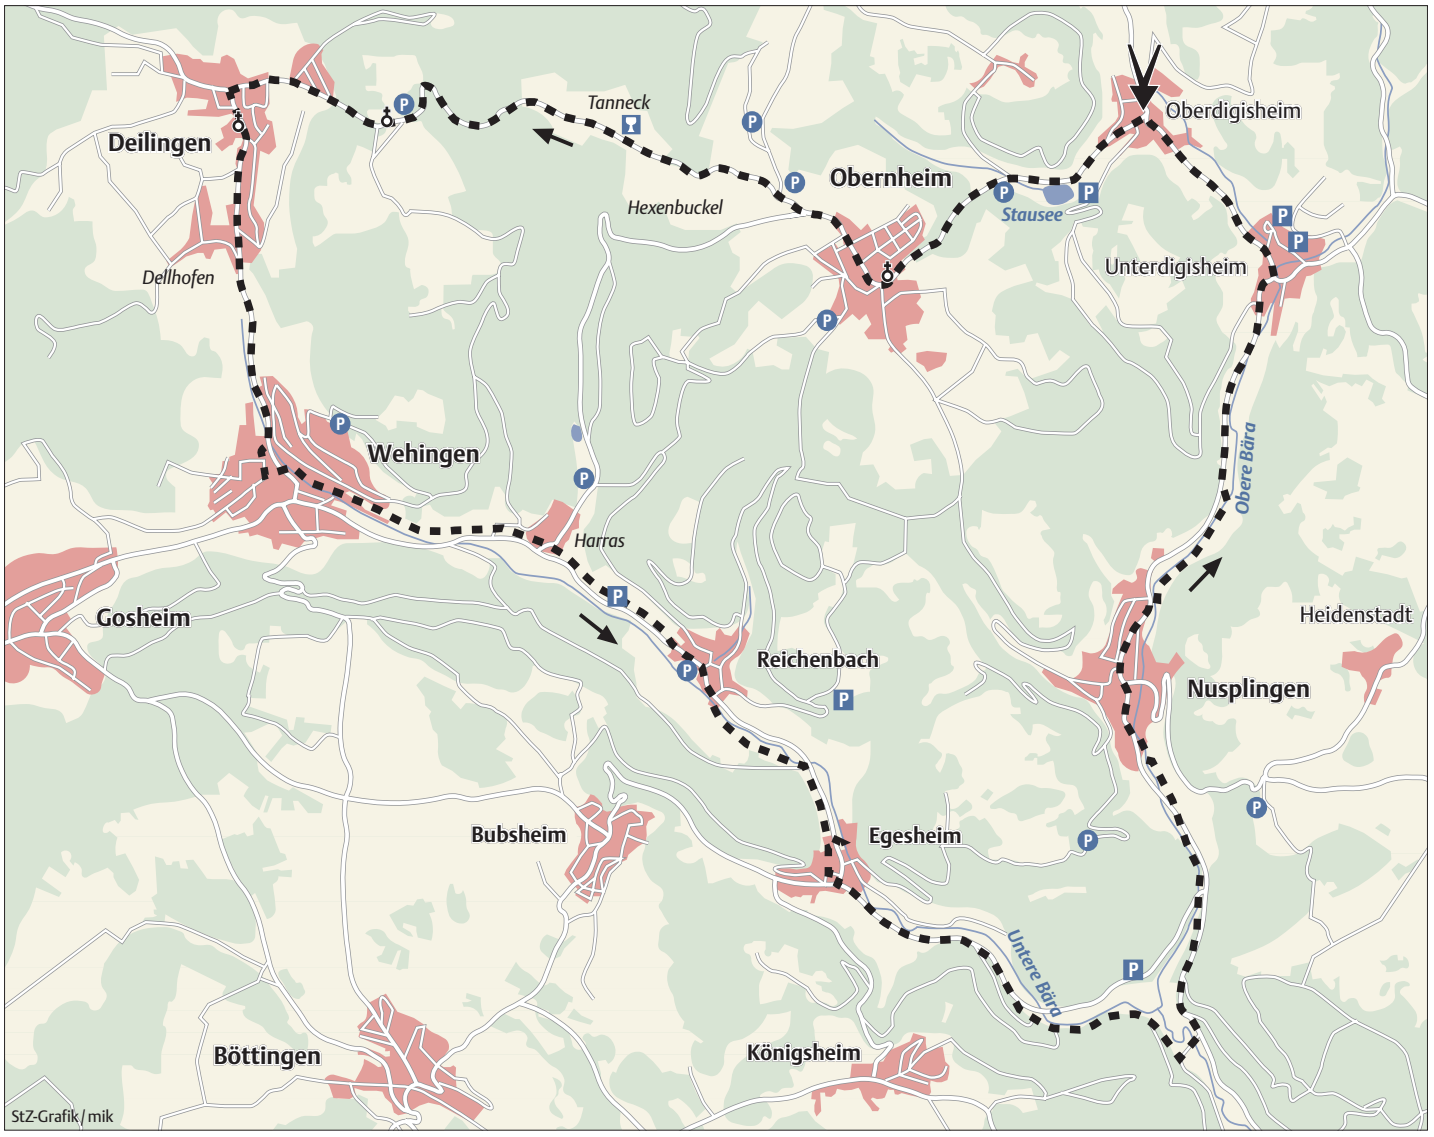 Tanneck
P
Oberdigisheim
P
P
Deilingen
Obernheim
P
P
P
Hexenbuckel
Stausee
P
P
Dellhofen
Unterdigisheim
P
P
Wehingen
Obere Bära
P
Harras
P
Gosheim
Heidenstadt
Reichenbach
P
P
Nusplingen
P
Bubsheim
Egesheim
P
Untere Bära
P
Böttingen
Königsheim
StZ-Grafik/mik